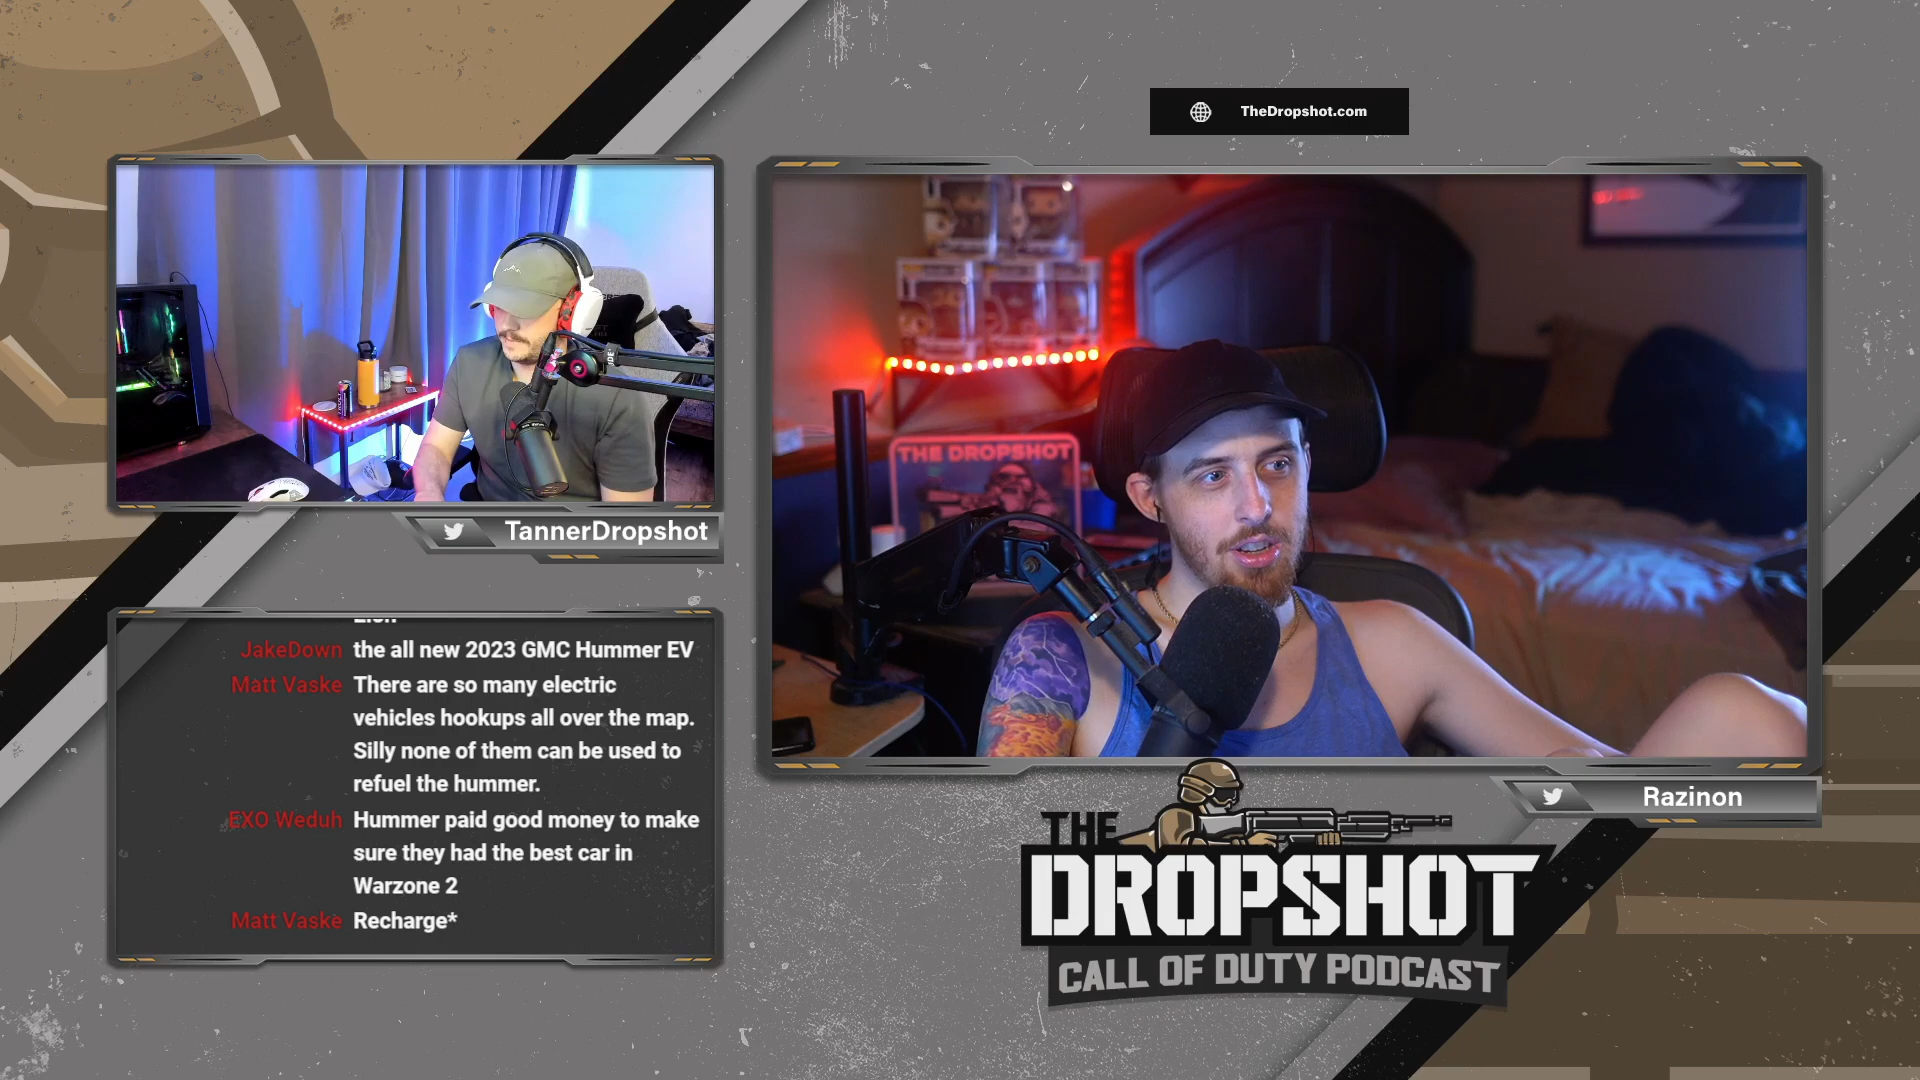 TheDropshot.com
THE DROPSHOT
TannerDropshot
JakeDown the all new 2023 GMC Hummer EV
Matt Vaske There are so many electric
vehicles hookups all over the map.
Silly none of them can be used to
refuel the hummer.
EXO Weduh Hummer paid good money to make
sure they had the best car in
Warzone 2
Matt Vaske Recharge*
Razinon
THE
DROPSHOT
CALL OF DUTY PODCAST